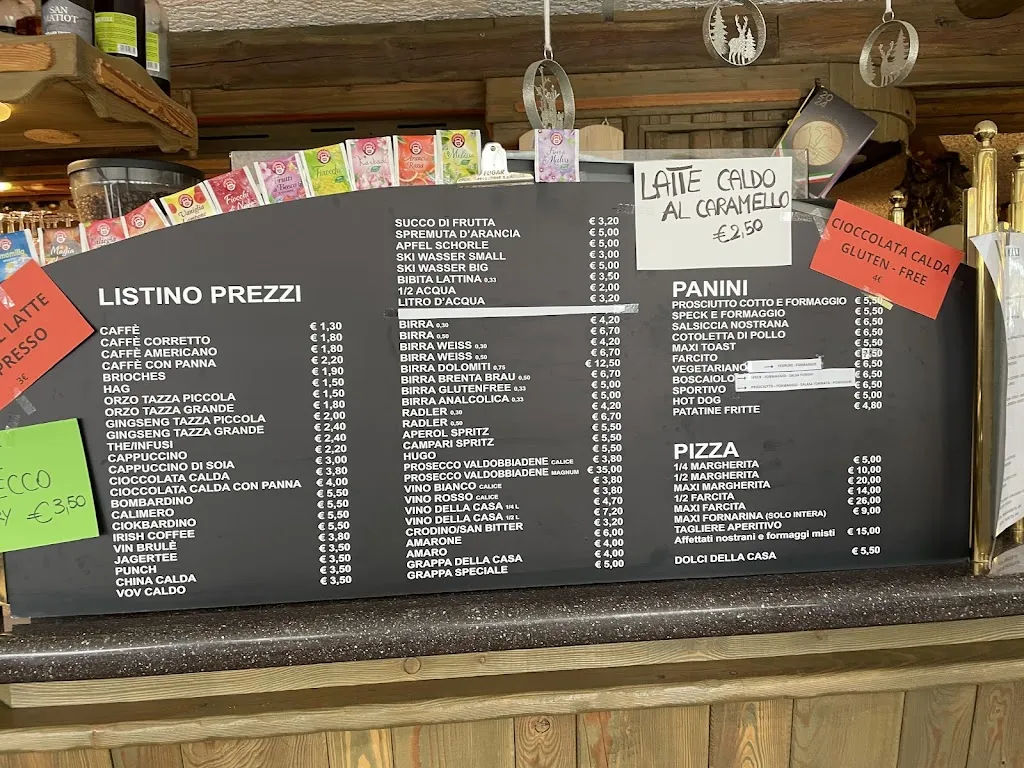 SAN
MATIOT
Vaniglia
Fiocchi
Frutti Bosco
Finocchio
Arancia Rossa
Melissa
Malva
SUGAR
Magia
LATTE CALDO
AL CARAMELLO
€2,50
CIOCCOLATA CALDA
GLUTEN - FREE
4€
LATTE
PRESSO
3€
ECCO
€3,50
LISTINO PREZZI
CAFFÈ
CAFFÈ CORRETTO
CAFFÈ AMERICANO
CAFFÈ CON PANNA
BRIOCHES
HAG
ORZO TAZZA PICCOLA
ORZO TAZZA GRANDE
GINGSENG TAZZA PICCOLA
GINGSENG TAZZA GRANDE
THE/INFUSI
CAPPUCCINO
CAPPUCCINO DI SOIA
CIOCCOLATA CALDA
CIOCCOLATA CALDA CON PANNA
BOMBARDINO
CALIMERO
CIOKBARDINO
IRISH COFFEE
VIN BRULÈ
JAGERTEE
PUNCH
CHINA CALDA
VOV CALDO
€ 1,30
€ 1,80
€ 1,80
€ 2,20
€ 1,90
€ 1,50
€ 1,80
€ 2,00
€ 2,40
€ 2,40
€ 2,20
€ 3,00
€ 3,80
€ 4,00
€ 5,50
€ 5,50
€ 5,50
€ 5,50
€ 3,80
€ 3,50
€ 3,50
€ 3,50
SUCCO DI FRUTTA € 3,20
SPREMUTA D'ARANCIA € 5,00
APFEL SCHORLE € 5,00
SKI WASSER SMALL € 3,00
SKI WASSER BIG € 5,00
BIBITA LATTINA 0,33 € 3,50
1/2 ACQUA € 2,00
LITRO D'ACQUA € 3,20
BIRRA 0,30 € 4,20
BIRRA 0,50 € 6,70
BIRRA WEISS 0,30 € 4,20
BIRRA WEISS 0,50 € 6,70
BIRRA DOLOMITI 0,75 € 12,50
BIRRA BRENTA BRAU 0,50 € 6,70
BIRRA GLUTENFREE 0,33 € 5,00
BIRRA ANALCOLICA 0,33 € 5,00
RADLER 0,30 € 4,20
RADLER 0,50 € 6,70
APEROL SPRITZ € 5,50
CAMPARI SPRITZ € 5,50
HUGO € 5,50
PROSECCO VALDOBBIADENE CALICE € 3,80
PROSECCO VALDOBBIADENE MAGNUM € 35,00
VINO BIANCO CALICE € 3,80
VINO ROSSO CALICE € 3,80
VINO DELLA CASA 1/4 L € 4,70
VINO DELLA CASA 1/2 L € 7,20
CRODINO/SAN BITTER € 3,20
AMARONE € 6,00
AMARO € 4,00
GRAPPA DELLA CASA € 4,00
GRAPPA SPECIALE € 5,00
PANINI
PROSCIUTTO COTTO E FORMAGGIO € 5,50
SPECK E FORMAGGIO € 5,50
SALSICCIA NOSTRANA € 6,50
COTOLETTA DI POLLO € 6,50
MAXI TOAST € 5,50
FARCITO € 7,50
VEGETARIANO € 6,50
BOSCAIOLO € 6,50
SPORTIVO € 6,50
HOT DOG € 5,00
PATATINE FRITTE € 4,80
PIZZA
1/4 MARGHERITA € 5,00
1/2 MARGHERITA € 10,00
MAXI MARGHERITA € 20,00
1/2 FARCITA € 14,00
MAXI FARCITA € 26,00
MAXI FORNARINA (SOLO INTERA) € 9,00
TAGLIERE APERITIVO
Affettati nostrani e formaggi misti € 15,00
DOLCI DELLA CASA € 5,50